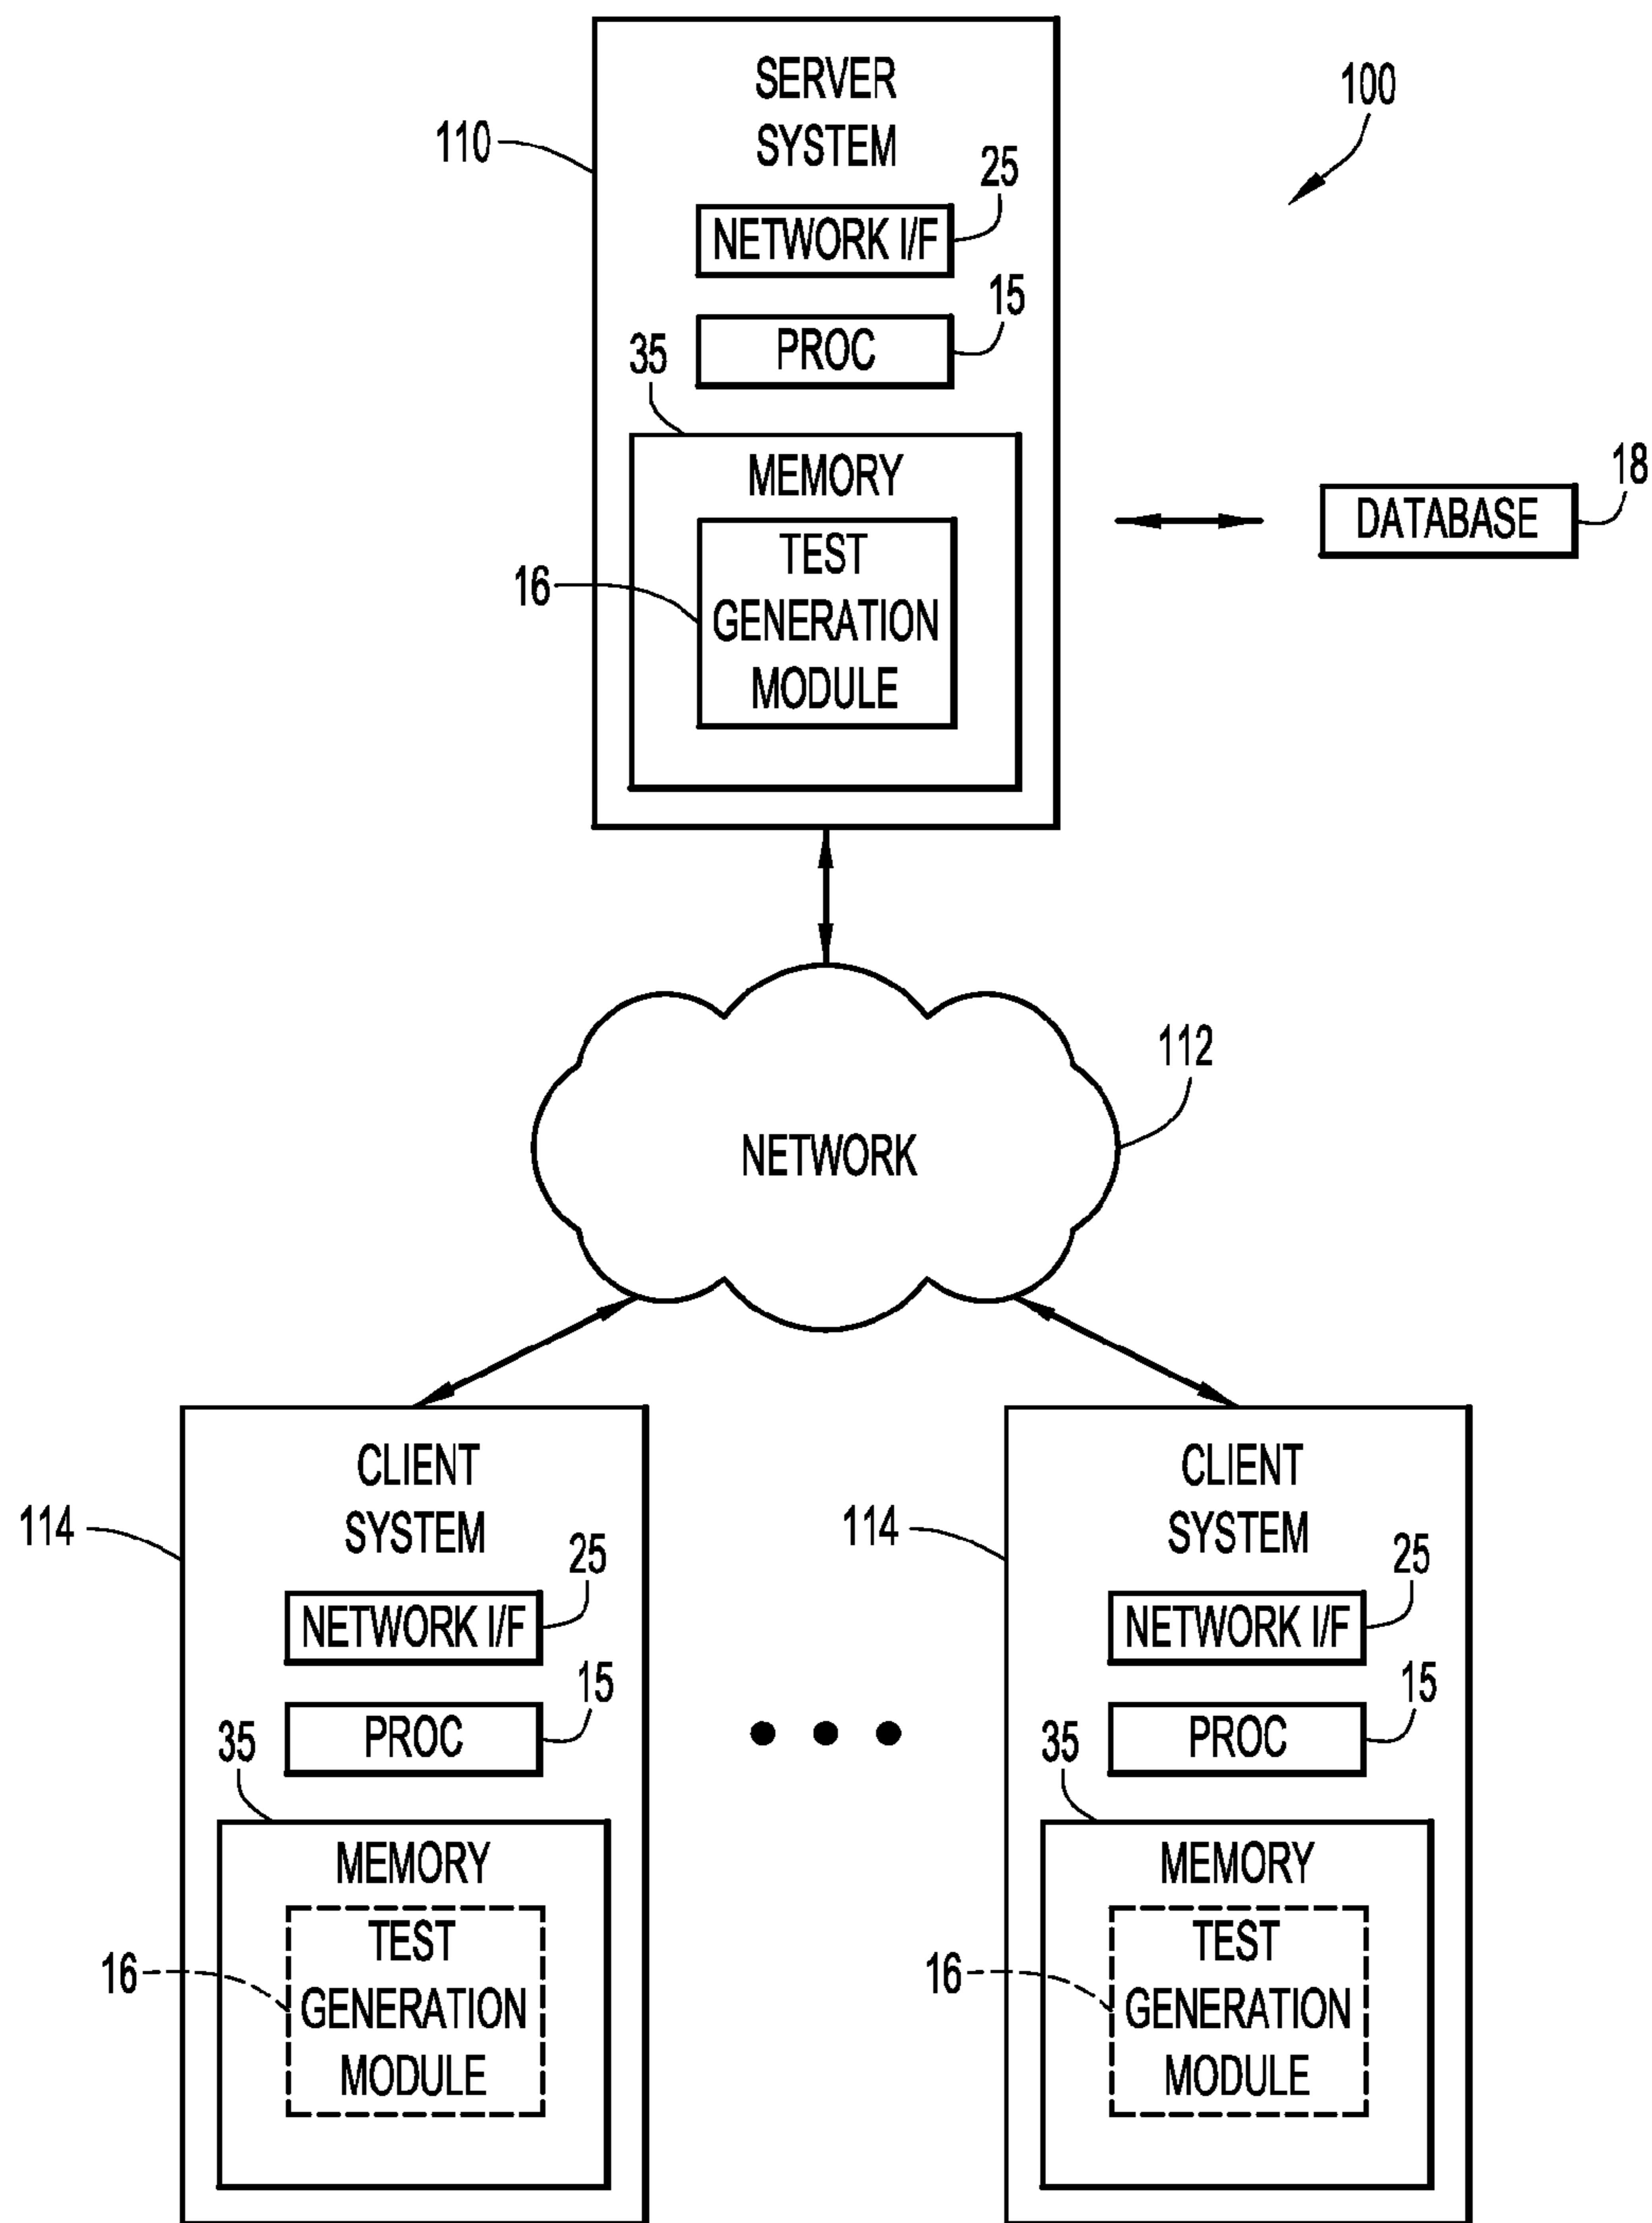 SERVER
SYSTEM
100
110
25
NETWORK I/F
15
PROC
35
MEMORY
18
DATABASE
TEST
GENERATION
MODULE
16
112
NETWORK
CLIENT
SYSTEM
114
25
NETWORK I/F
15
PROC
35
MEMORY
TEST
GENERATION
MODULE
16
CLIENT
SYSTEM
114
25
NETWORK I/F
15
PROC
35
MEMORY
TEST
GENERATION
MODULE
16